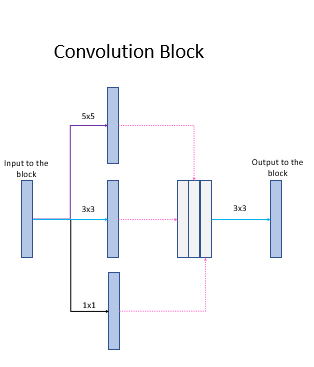 Convolution Block
5x5
Input to the
block
3x3
1x1
3x3
Output to the
block